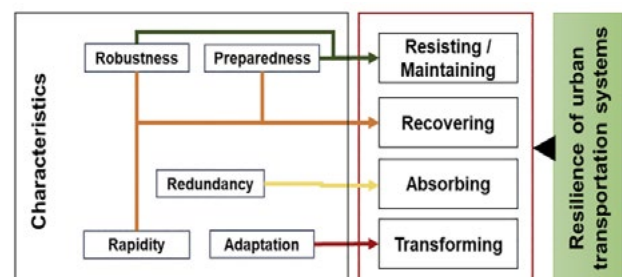 Characteristics
Robustness
Preparedness
Redundancy
Rapidity
Adaptation
Resisting /
Maintaining
Recovering
Absorbing
Transforming
Resilience of urban
transportation systems